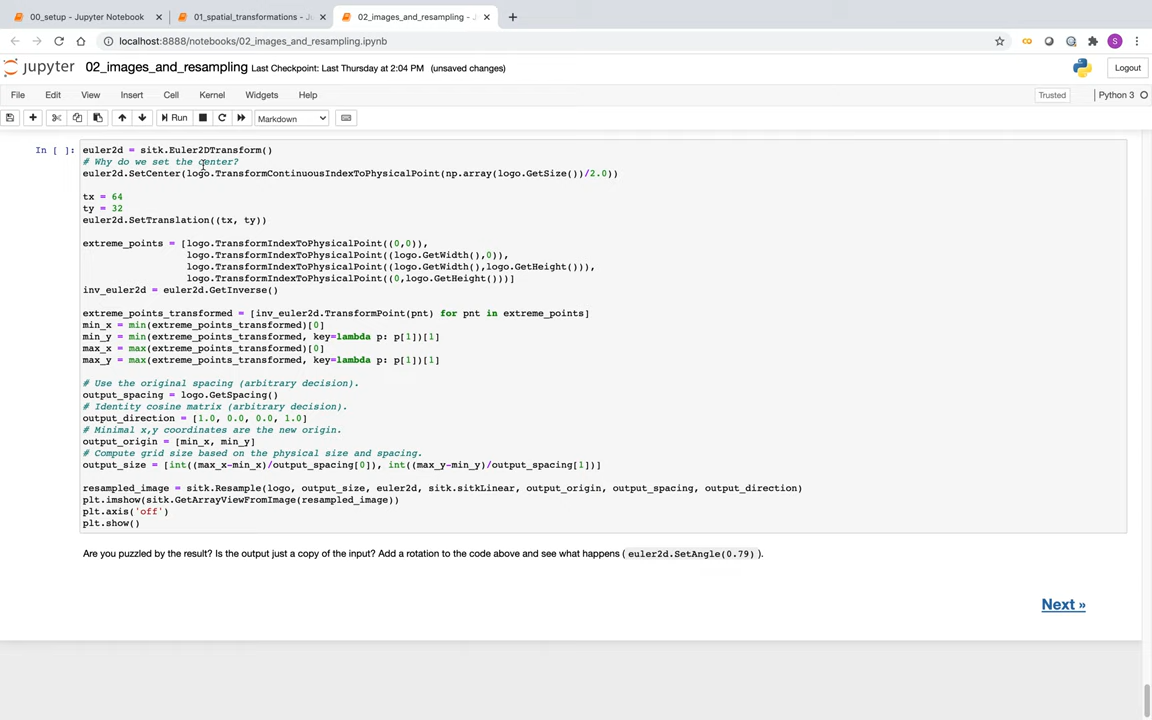 00_setup - Jupyter Notebook
01_spatial_transformations - J
02_images_and_resampling - J
localhost:8888/notebooks/02_images_and_resampling.ipynb
S
jupyter 02_images_and_resampling Last Checkpoint: Last Thursday at 2:04 PM (unsaved changes)
Logout
File Edit View Insert Cell Kernel Widgets Help
Trusted
Python 3
Run
Markdown
In [ ]: euler2d = sitk.Euler2DTransform()
# Why do we set the center?
euler2d.SetCenter(logo.TransformContinuousIndexToPhysicalPoint(np.array(logo.GetSize())/2.0))
tx = 64
ty = 32
euler2d.SetTranslation((tx, ty))
extreme_points = [logo.TransformIndexToPhysicalPoint((0,0)),
logo.TransformIndexToPhysicalPoint((logo.GetWidth(),0)),
logo.TransformIndexToPhysicalPoint((logo.GetWidth(),logo.GetHeight())),
logo.TransformIndexToPhysicalPoint((0,logo.GetHeight()))]
inv_euler2d = euler2d.GetInverse()
extreme_points_transformed = [inv_euler2d.TransformPoint(pnt) for pnt in extreme_points]
min_x = min(extreme_points_transformed)[0]
min_y = min(extreme_points_transformed, key=lambda p: p[1])[1]
max_x = max(extreme_points_transformed)[0]
max_y = max(extreme_points_transformed, key=lambda p: p[1])[1]
# Use the original spacing (arbitrary decision).
output_spacing = logo.GetSpacing()
# Identity cosine matrix (arbitrary decision).
output_direction = [1.0, 0.0, 0.0, 1.0]
# Minimal x,y coordinates are the new origin.
output_origin = [min_x, min_y]
# Compute grid size based on the physical size and spacing.
output_size = [int((max_x-min_x)/output_spacing[0]), int((max_y-min_y)/output_spacing[1])]
resampled_image = sitk.Resample(logo, output_size, euler2d, sitk.sitkLinear, output_origin, output_spacing, output_direction)
plt.imshow(sitk.GetArrayViewFromImage(resampled_image))
plt.axis('off')
plt.show()
Are you puzzled by the result? Is the output just a copy of the input? Add a rotation to the code above and see what happens ( euler2d.SetAngle(0.79) ).
Next »